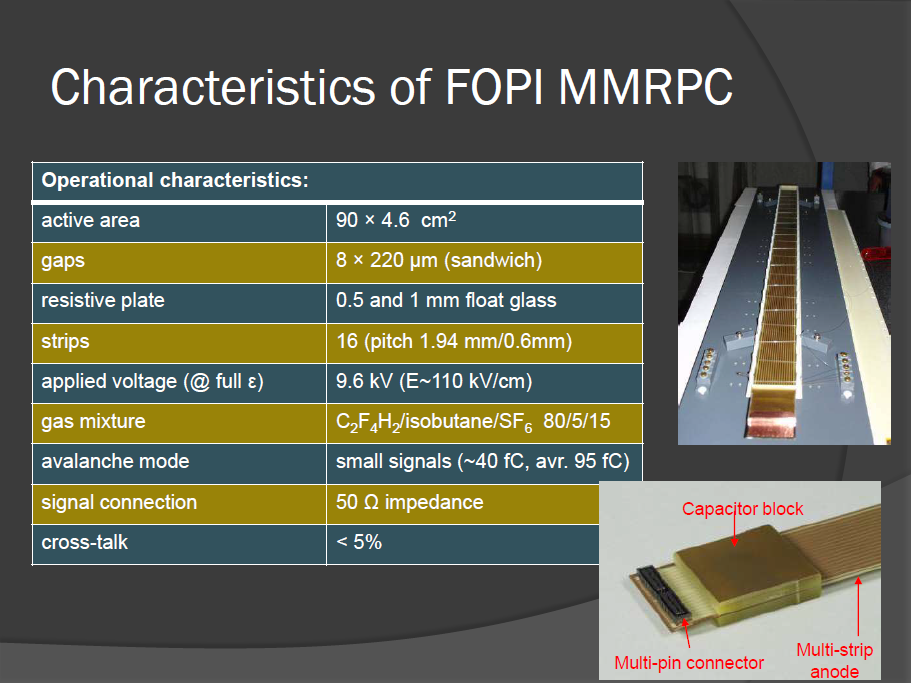 Characteristics of FOPI MMRPC
Operational characteristics:
active area 90 × 4.6 cm²
gaps 8 × 220 μm (sandwich)
resistive plate 0.5 and 1 mm float glass
strips 16 (pitch 1.94 mm/0.6mm)
applied voltage (@ full ε) 9.6 kV (E~110 kV/cm)
gas mixture C₂F₄H₂/isobutane/SF₆ 80/5/15
avalanche mode small signals (~40 fC, avr. 95 fC)
signal connection 50 Ω impedance
cross-talk < 5%
Capacitor block
Multi-pin connector
Multi-strip
anode